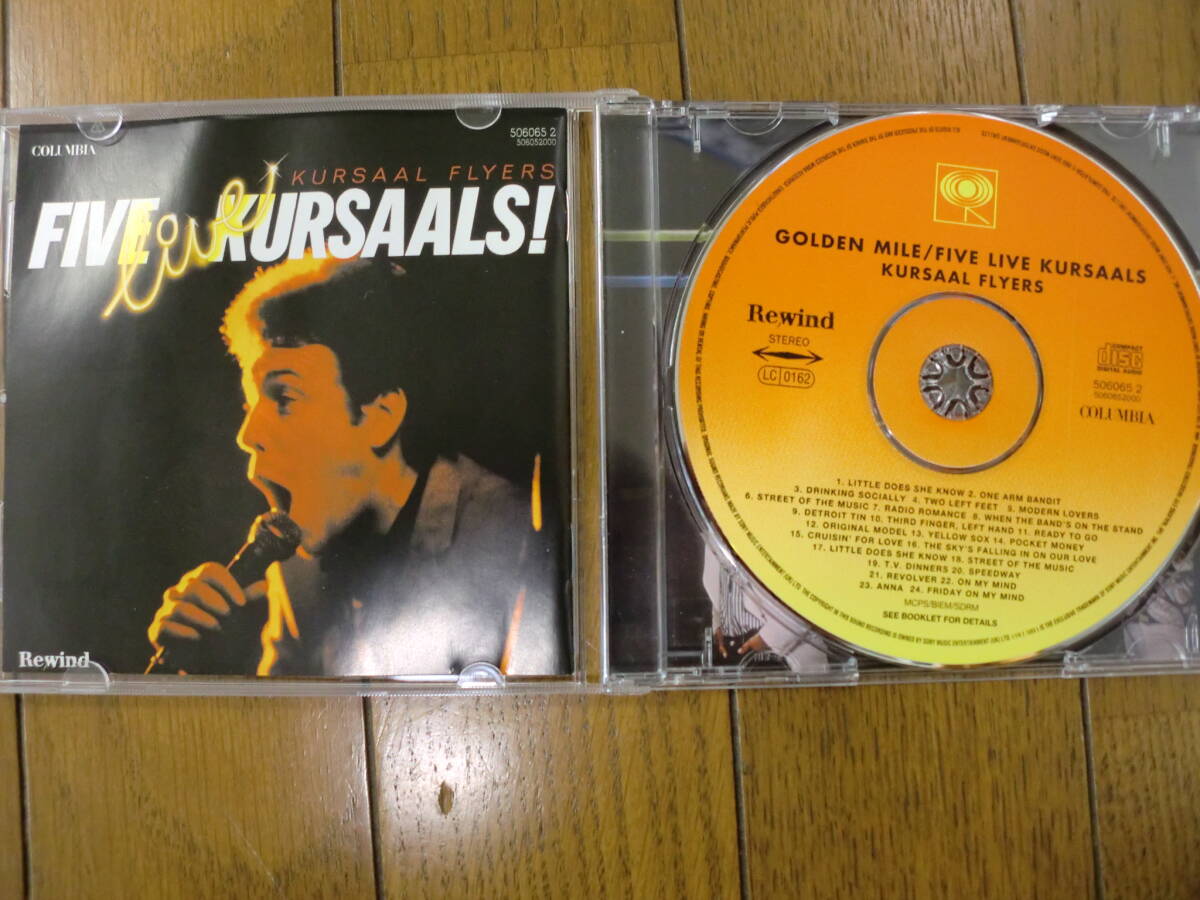 COLUMBIA
506065 2
506052000
KURSAAL FLYERS
FIVE live KURSAALS!
Rewind
GOLDEN MILE/FIVE LIVE KURSAALS
KURSAAL FLYERS
Rewind
STEREO
LC 0162
COMPACT
disc
DIGITAL AUDIO
506065 2
5060652000
COLUMBIA
1. LITTLE DOES SHE KNOW 2. ONE ARM BANDIT
3. DRINKING SOCIALLY 4. TWO LEFT FEET 5. MODERN LOVERS
6. STREET OF THE MUSIC 7. RADIO ROMANCE 8. WHEN THE BAND'S ON THE STAND
9. DETROIT TIN 10. THIRD FINGER, LEFT HAND 11. READY TO GO
12. ORIGINAL MODEL 13. YELLOW SOX 14. POCKET MONEY
15. CRUISIN' FOR LOVE 16. THE SKY'S FALLING IN ON OUR LOVE
17. LITTLE DOES SHE KNOW 18. STREET OF THE MUSIC
19. T.V. DINNERS 20. SPEEDWAY
21. REVOLVER 22. ON MY MIND
23. ANNA 24. FRIDAY ON MY MIND
MCPS/BIEM/SDRM
SEE BOOKLET FOR DETAILS